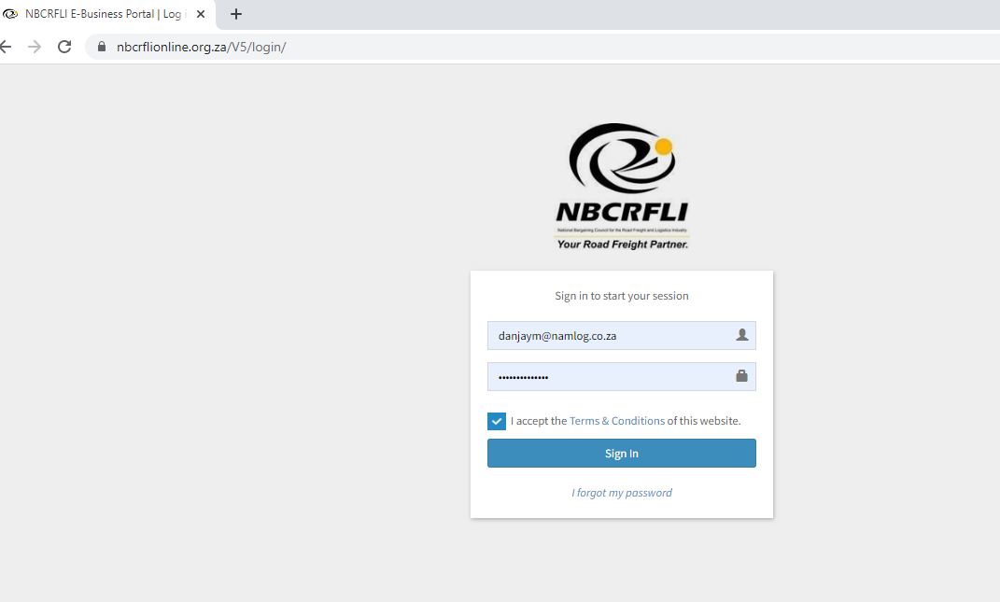 NBCRFLI E-Business Portal | Log i
nbcrflionline.org.za/V5/login/
NBCRFLI
National Bargaining Council for the Road Freight and Logistics Industry
Your Road Freight Partner.
Sign in to start your session
danjaym@namlog.co.za
••••••••••••••
I accept the Terms & Conditions of this website.
Sign In
I forgot my password